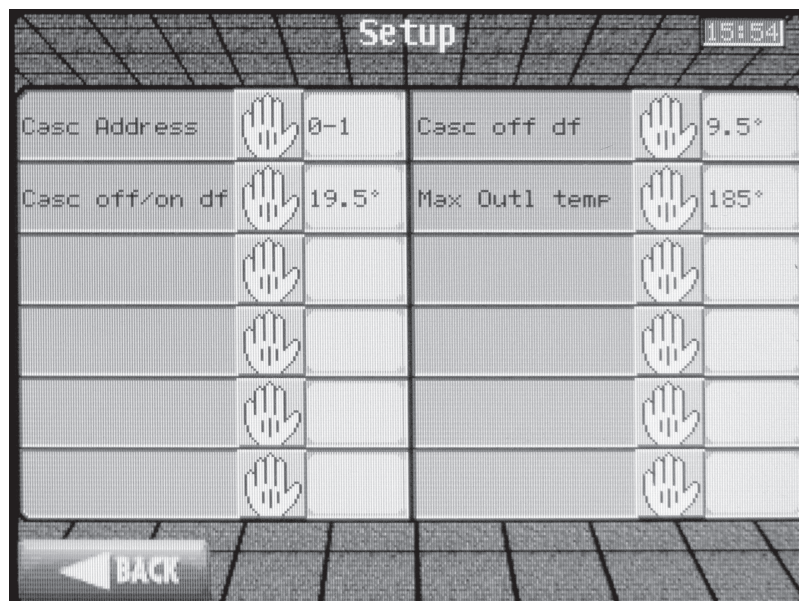 Setup
15:54
Casc Address 0-1 Casc off df 9.5°
Casc off/on df 19.5° Max Outl temp 185°
BACK